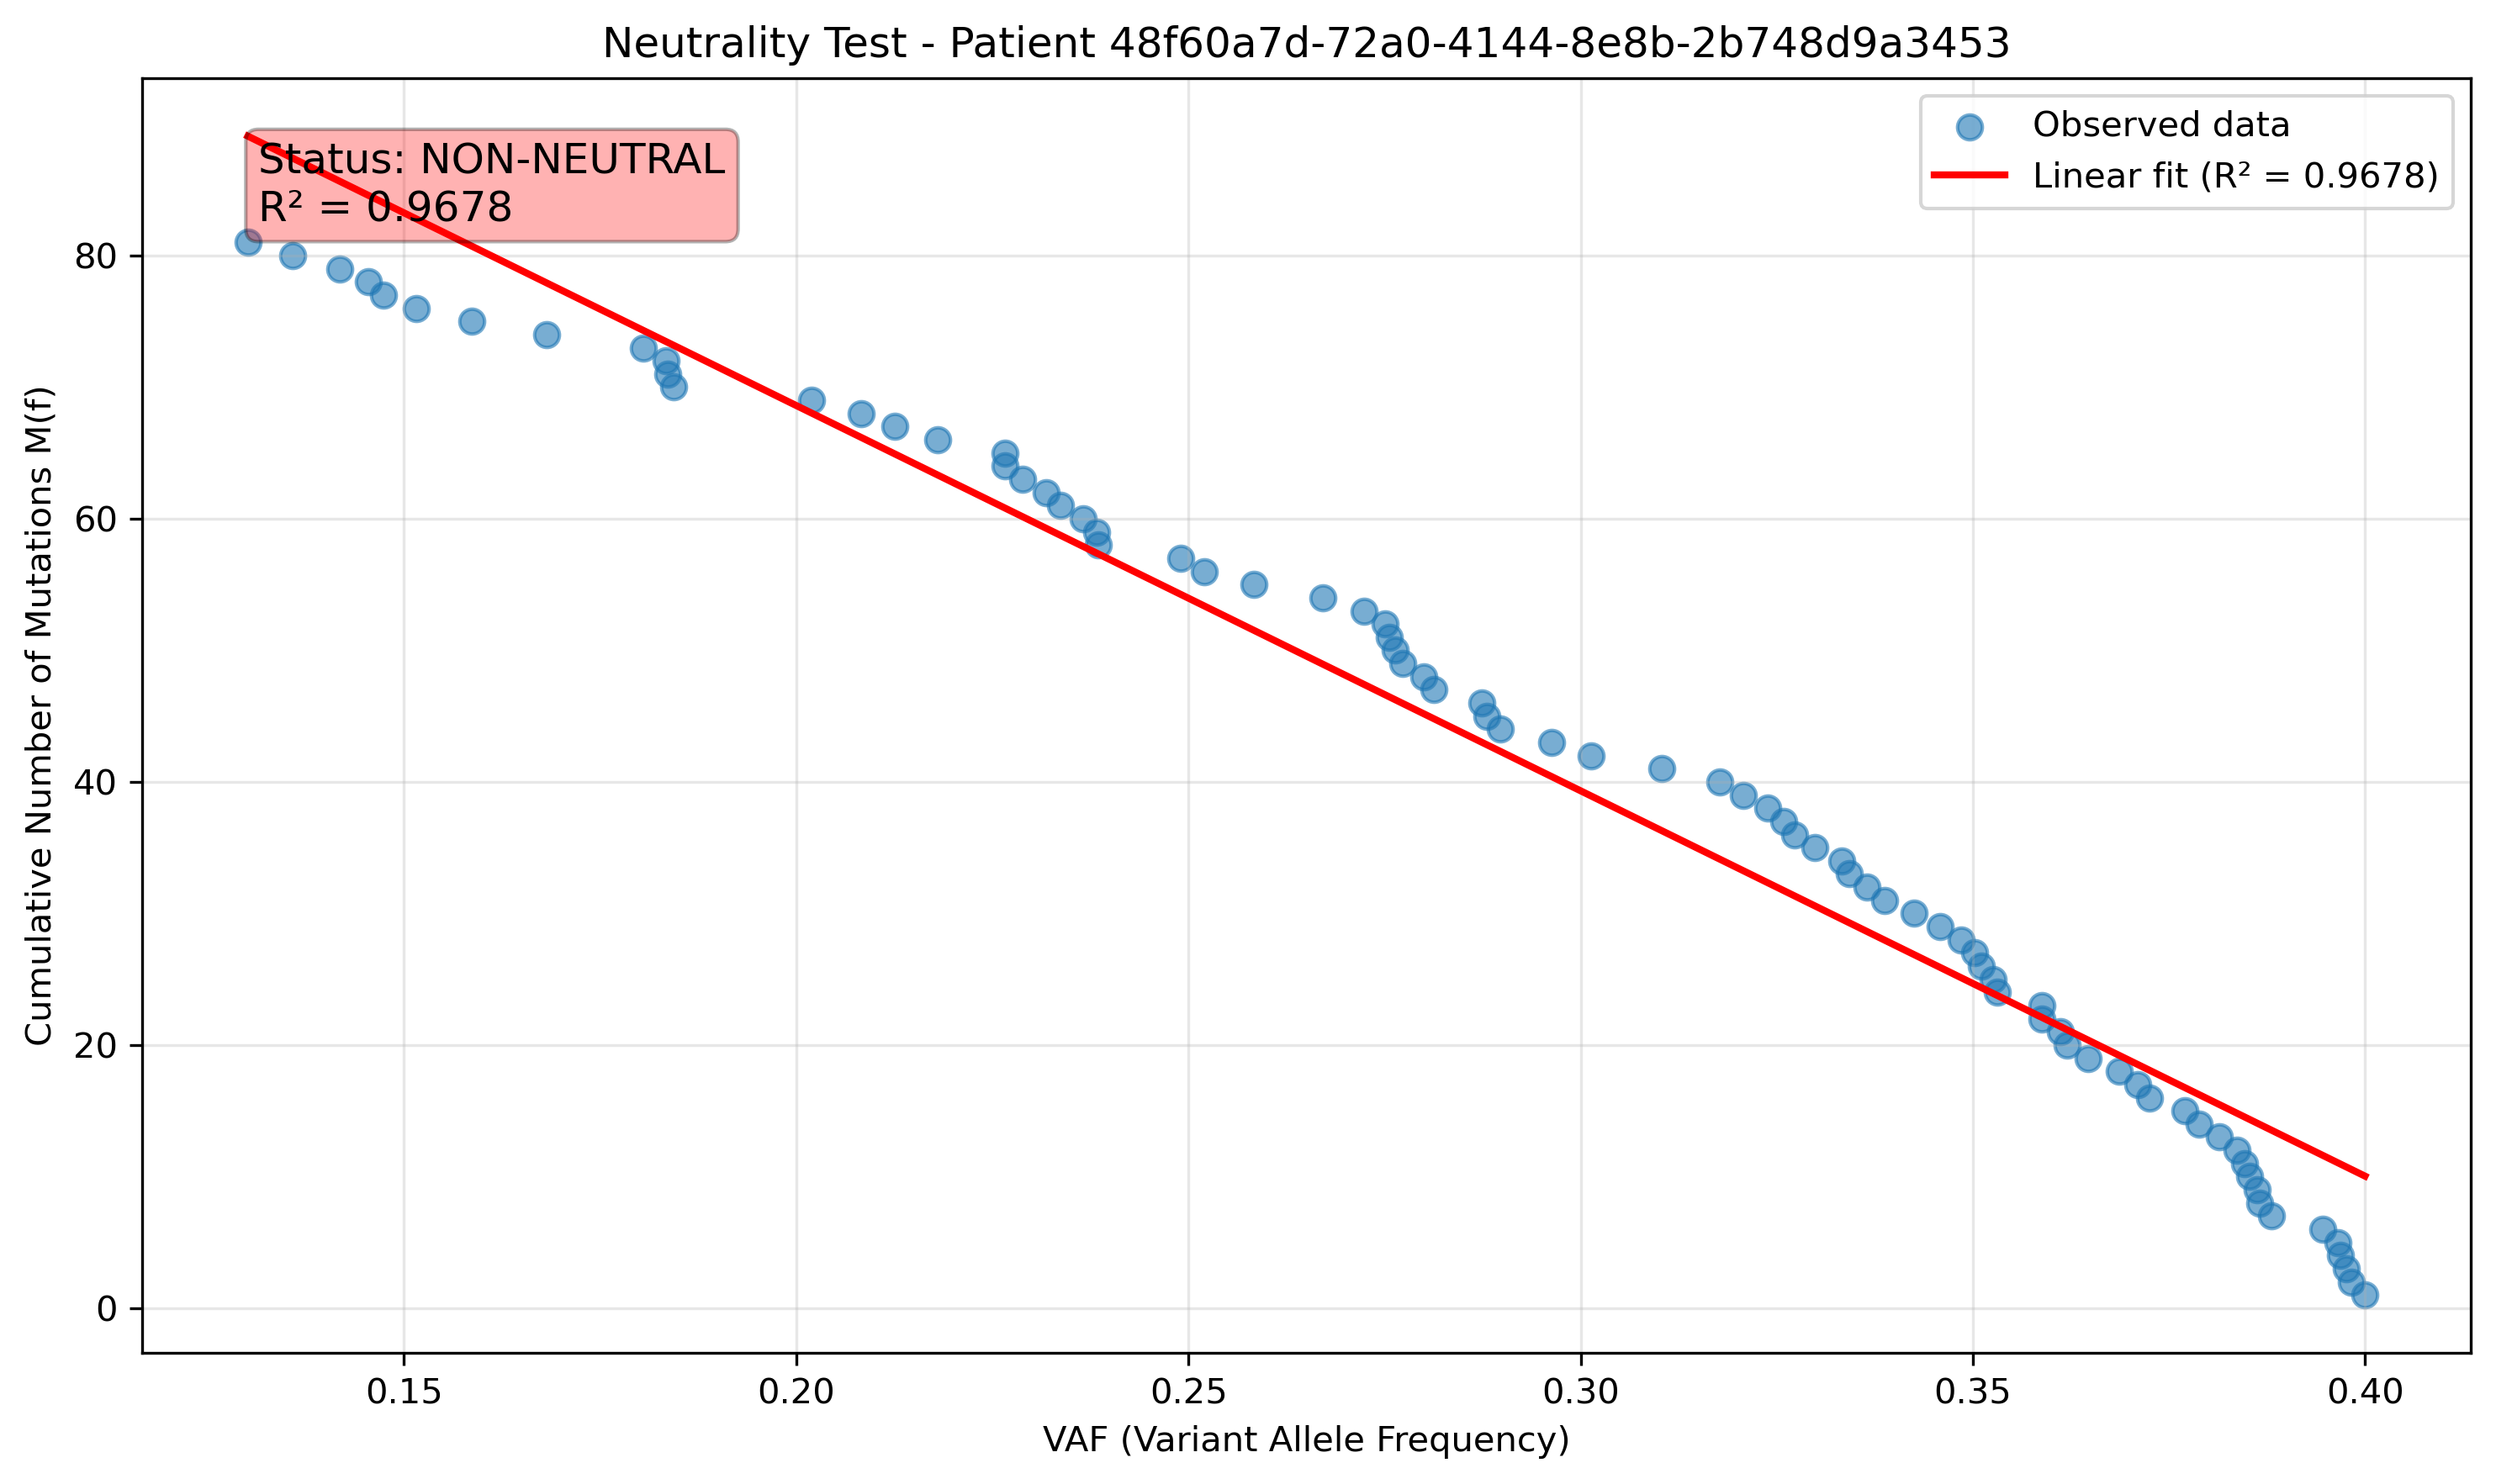 Neutrality Test - Patient 48f60a7d-72a0-4144-8e8b-2b748d9a3453
Status: NON-NEUTRAL
R² = 0.9678
Observed data
Linear fit (R² = 0.9678)
Cumulative Number of Mutations M(f)
80
60
40
20
0
0.15
0.20
0.25
0.30
0.35
0.40
VAF (Variant Allele Frequency)